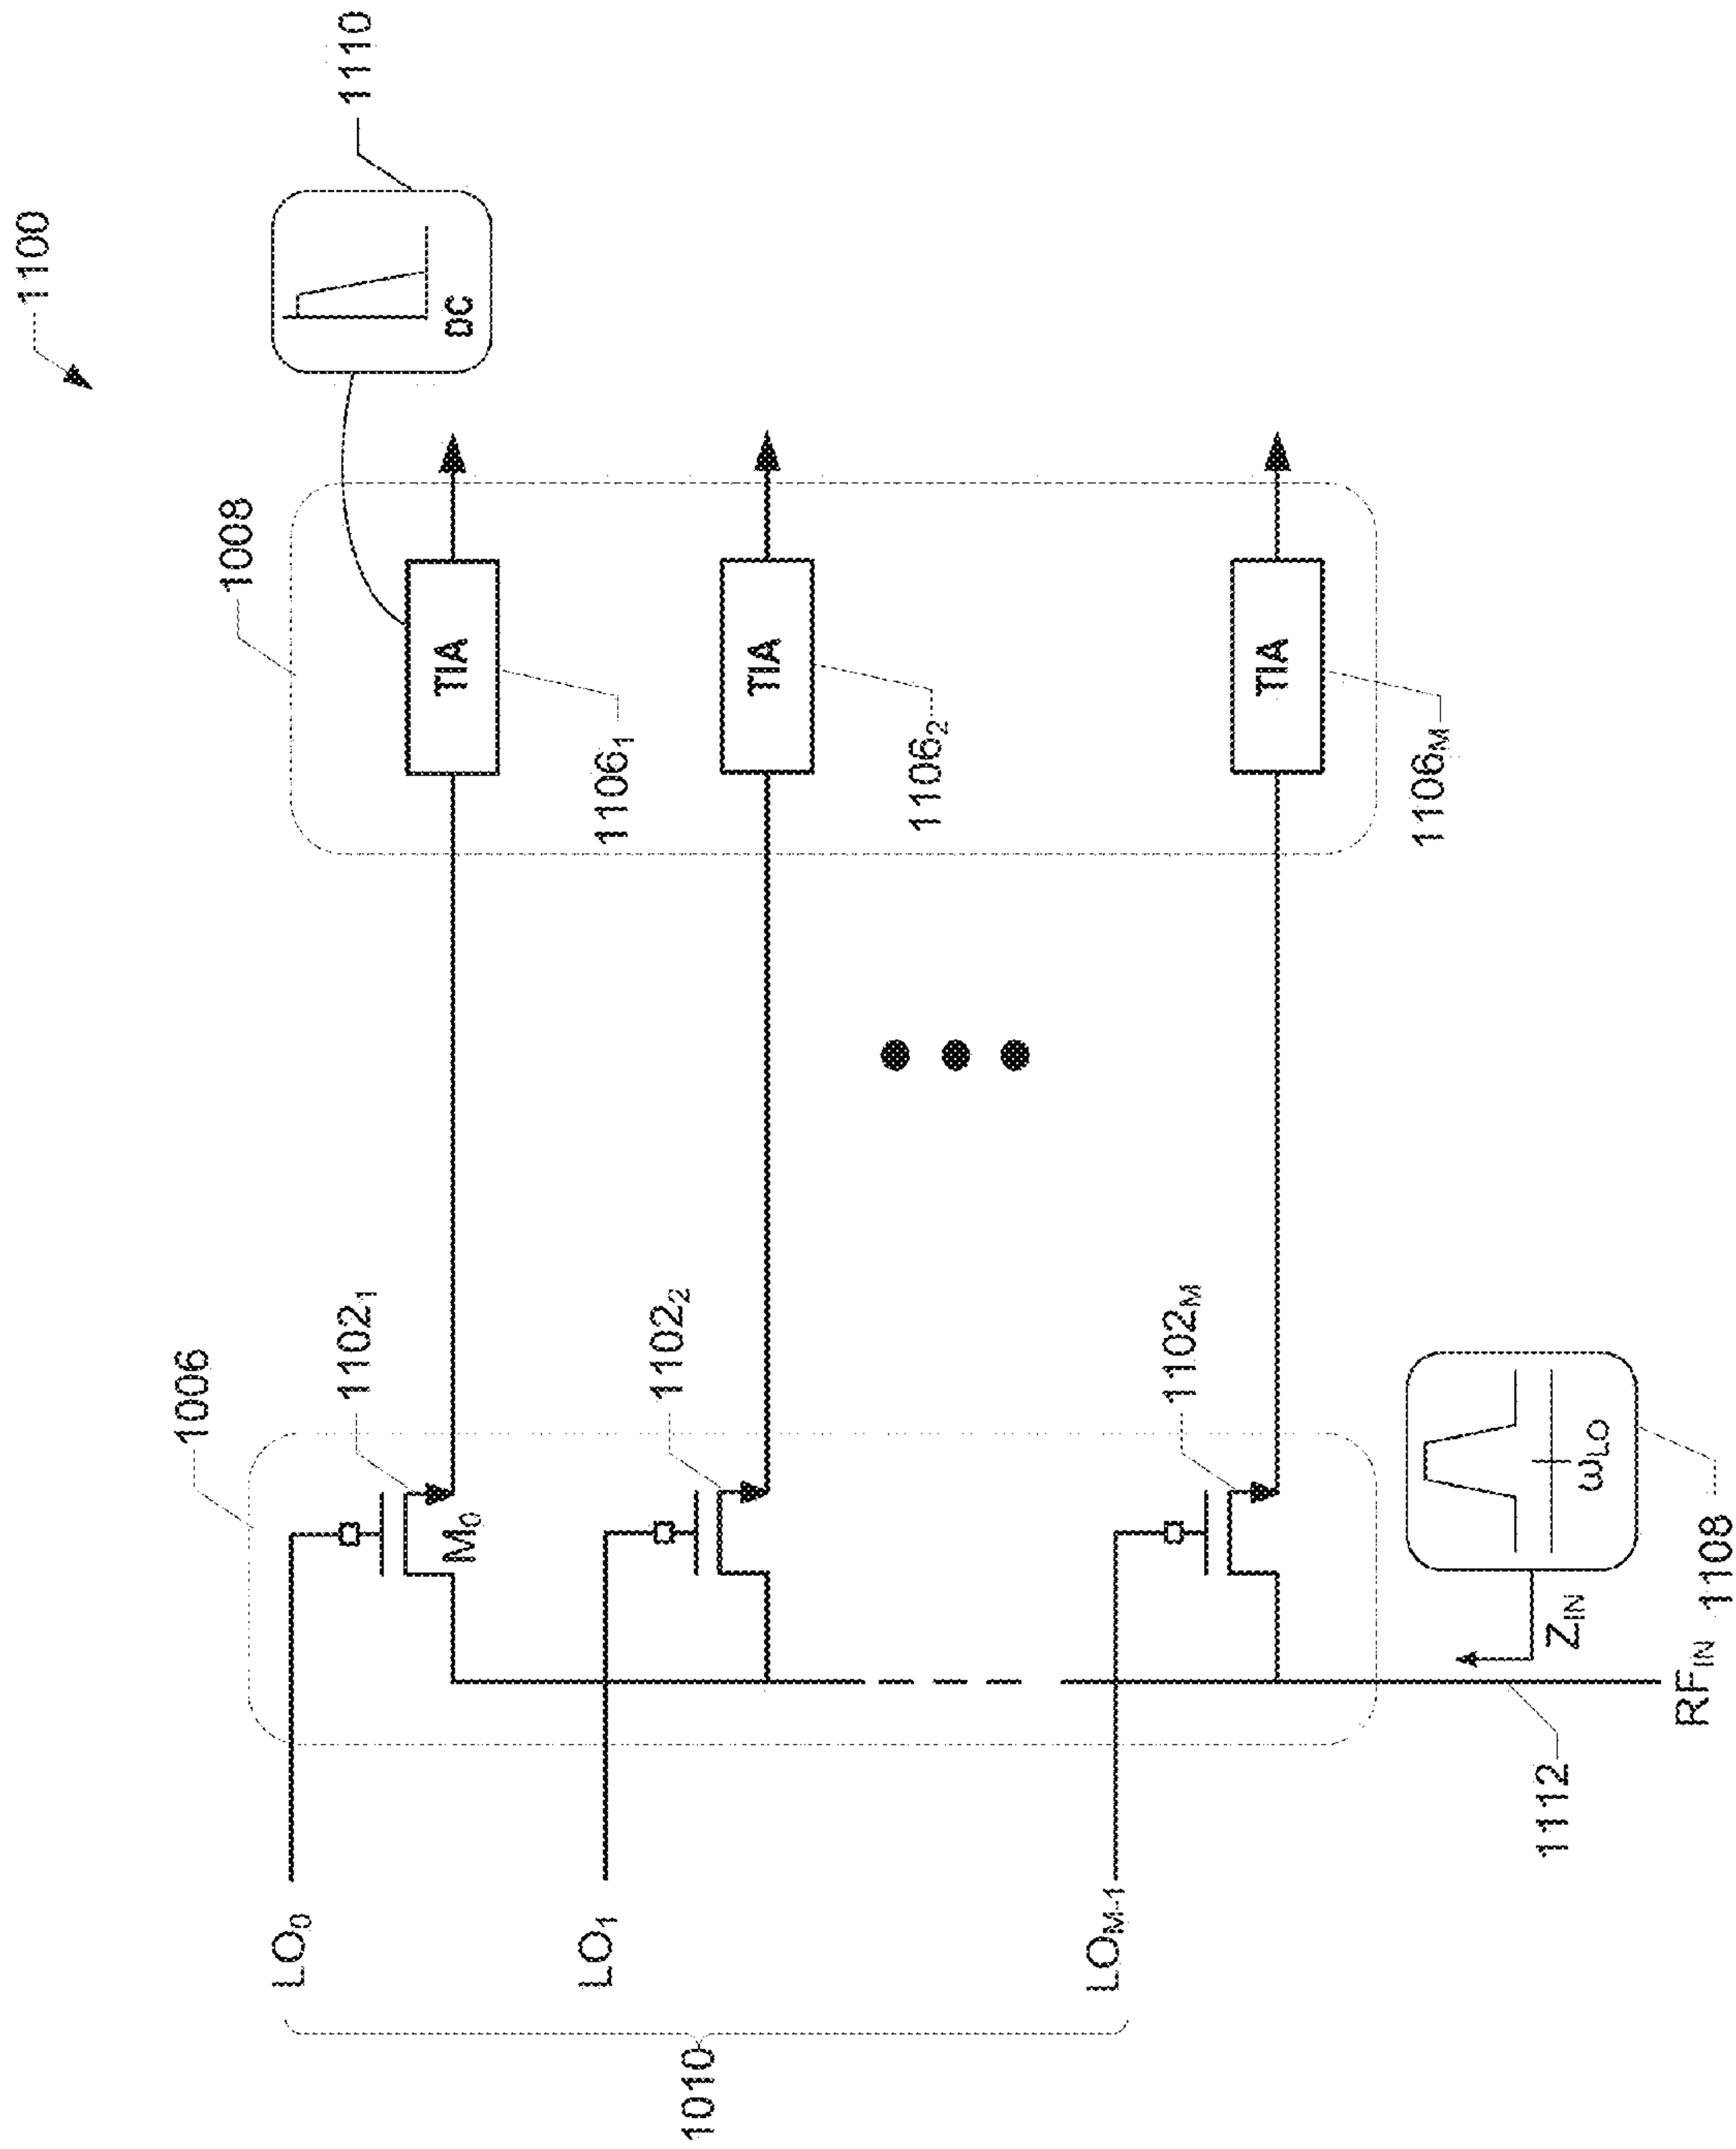 1100
1110
DC
1008
TIA
1106₁
TIA
1106₂
TIA
1106M
1006
1102₁
M₀
1102₂
1102M
LO₀
LO₁
LOM-1
1010
ωLO
1108
ZIN
RFIN
1112